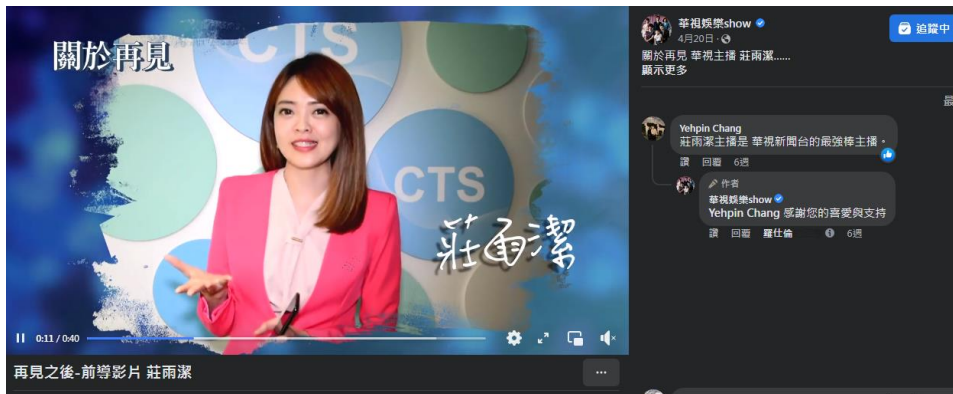 關於再見
CTS
CTS
莊雨潔
0:11 / 0:40
再見之後-前導影片 莊雨潔
華視娛樂show
4月20日
追蹤中
關於再見 華視主播 莊雨潔......
顯示更多
最
Yehpin Chang
莊雨潔主播是 華視新聞台的最強棒主播。
讚 回覆 6週
作者
華視娛樂show
Yehpin Chang 感謝您的喜愛與支持
讚 回覆 羅仕倫 6週